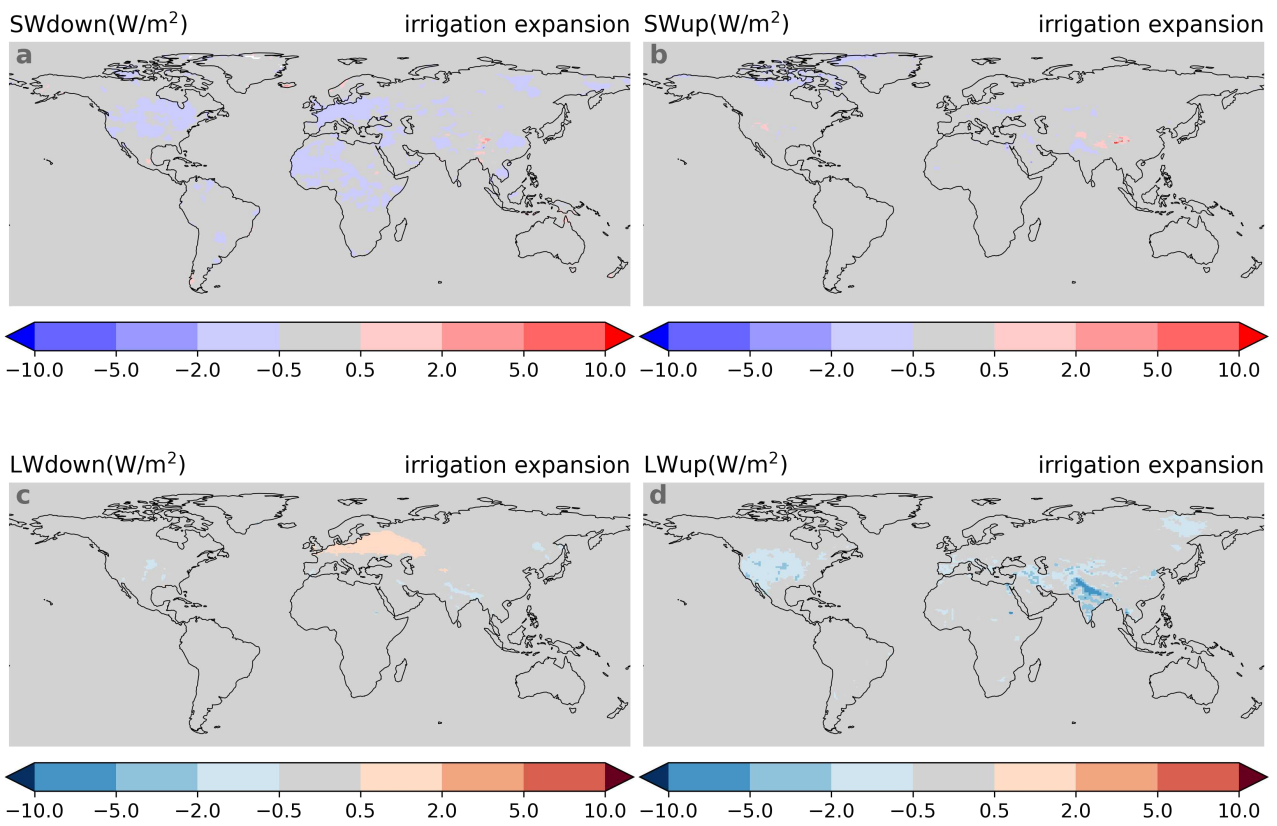 SWdown(W/m²) irrigation expansion SWup(W/m²) irrigation expansion
a b
−10.0 −5.0 −2.0 −0.5 0.5 2.0 5.0 10.0 −10.0 −5.0 −2.0 −0.5 0.5 2.0 5.0 10.0
LWdown(W/m²) irrigation expansion LWup(W/m²) irrigation expansion
c d
−10.0 −5.0 −2.0 −0.5 0.5 2.0 5.0 10.0 −10.0 −5.0 −2.0 −0.5 0.5 2.0 5.0 10.0